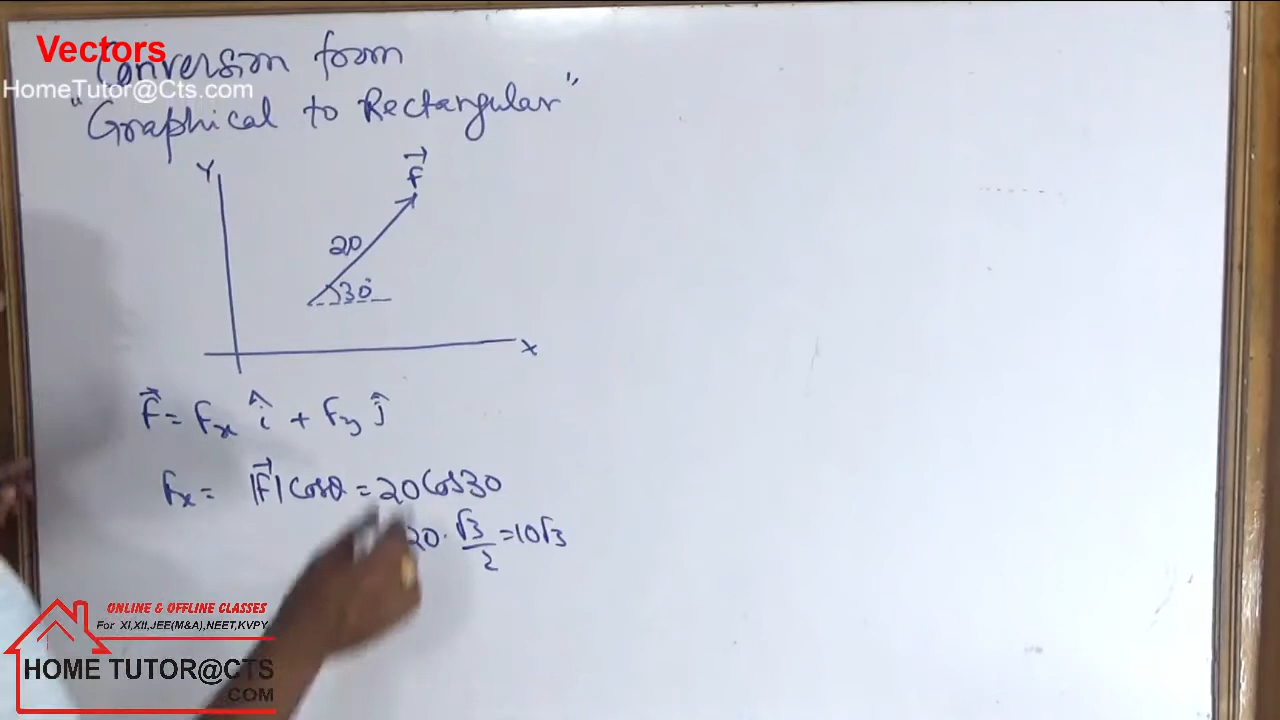 Vectors
Conversion from
HomeTutor@Cts.com
"Graphical to Rectangular"
Y
F⃗
20
30°
X
F⃗ = Fx î + Fy ĵ
Fx = |F⃗| Cosθ = 20 Cos30
20 · √3/2 = 10√3
ONLINE & OFFLINE CLASSES
For XI,XII,JEE(M&A),NEET,KVPY
HOME TUTOR@CTS
.COM